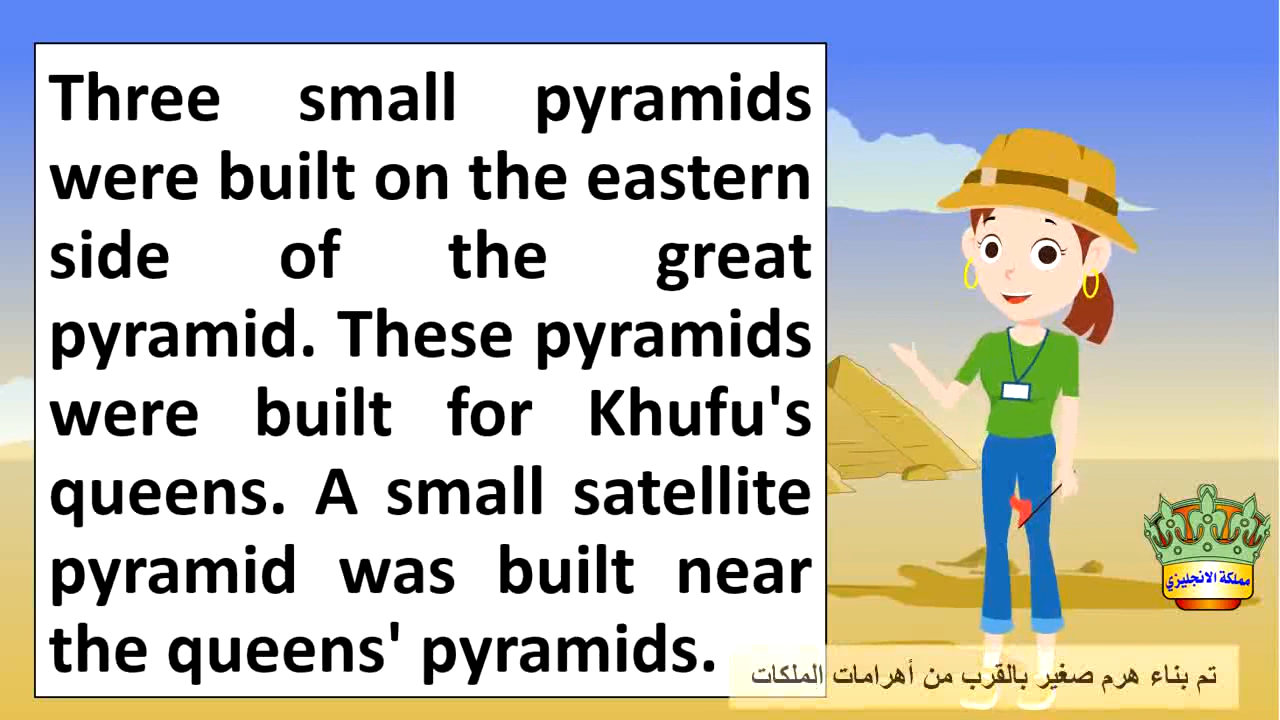 Three small pyramids
were built on the eastern
side of the great
pyramid. These pyramids
were built for Khufu's
queens. A small satellite
pyramid was built near
the queens' pyramids.
مملكة الانجليزي
تم بناء هرم صغير بالقرب من أهرامات الملكات